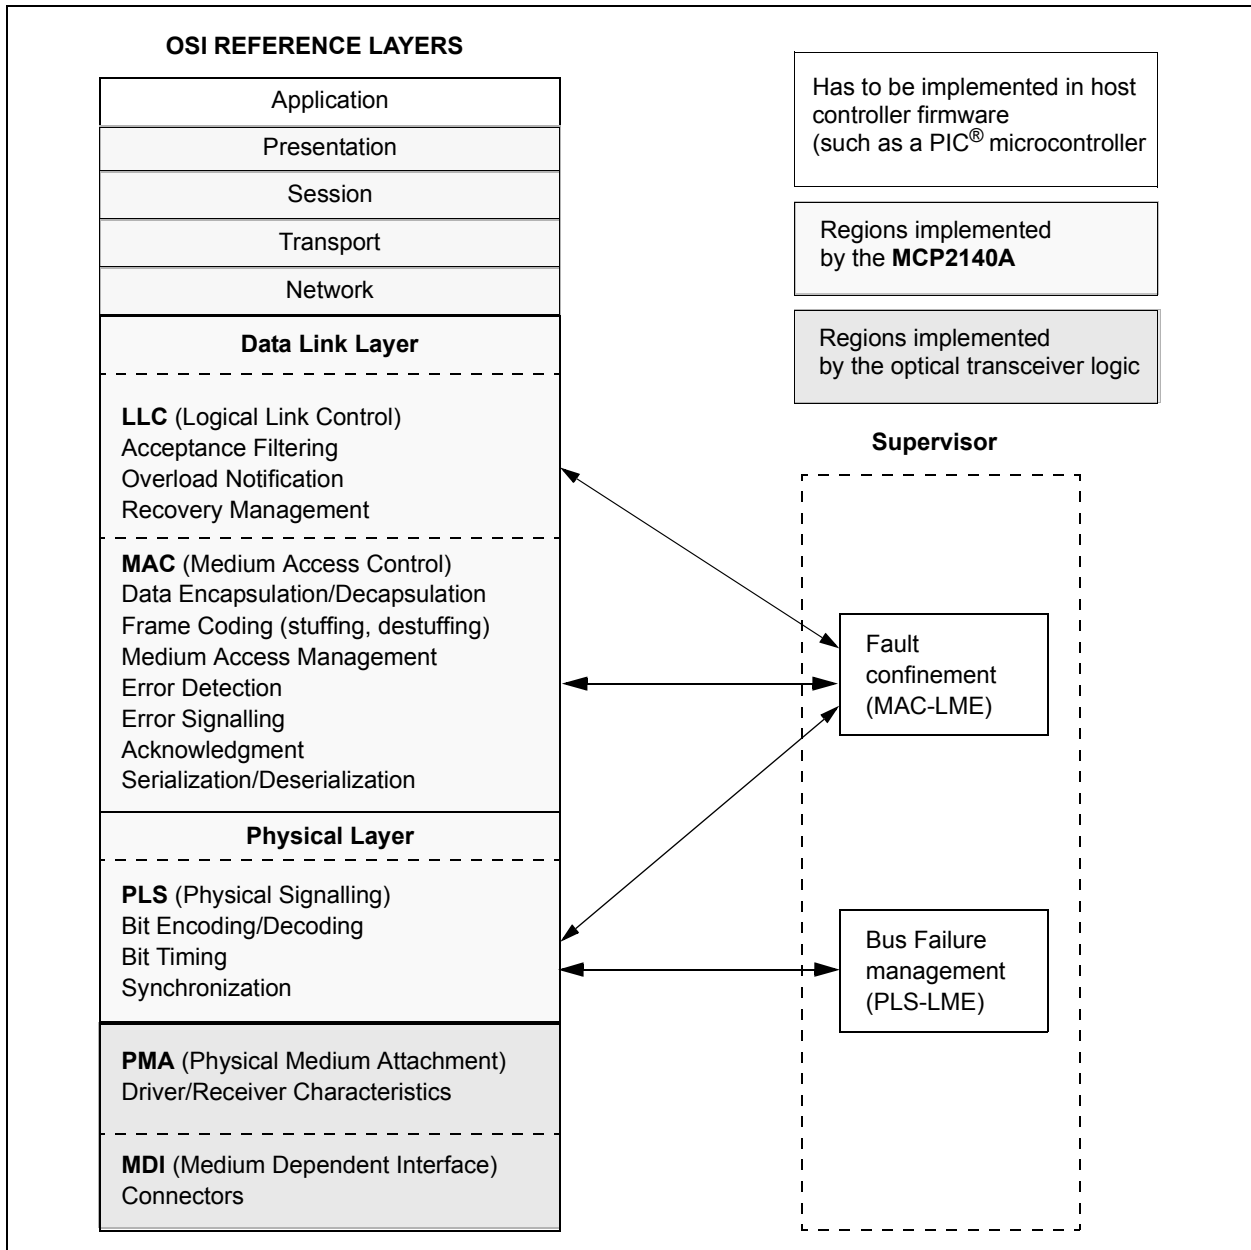 OSI REFERENCE LAYERS
Application
Presentation
Session
Transport
Network
Data Link Layer
LLC (Logical Link Control)
Acceptance Filtering
Overload Notification
Recovery Management
MAC (Medium Access Control)
Data Encapsulation/Decapsulation
Frame Coding (stuffing, destuffing)
Medium Access Management
Error Detection
Error Signalling
Acknowledgment
Serialization/Deserialization
Physical Layer
PLS (Physical Signalling)
Bit Encoding/Decoding
Bit Timing
Synchronization
PMA (Physical Medium Attachment)
Driver/Receiver Characteristics
MDI (Medium Dependent Interface)
Connectors
Has to be implemented in host
controller firmware
(such as a PIC® microcontroller
Regions implemented
by the MCP2140A
Regions implemented
by the optical transceiver logic
Supervisor
Fault
confinement
(MAC-LME)
Bus Failure
management
(PLS-LME)